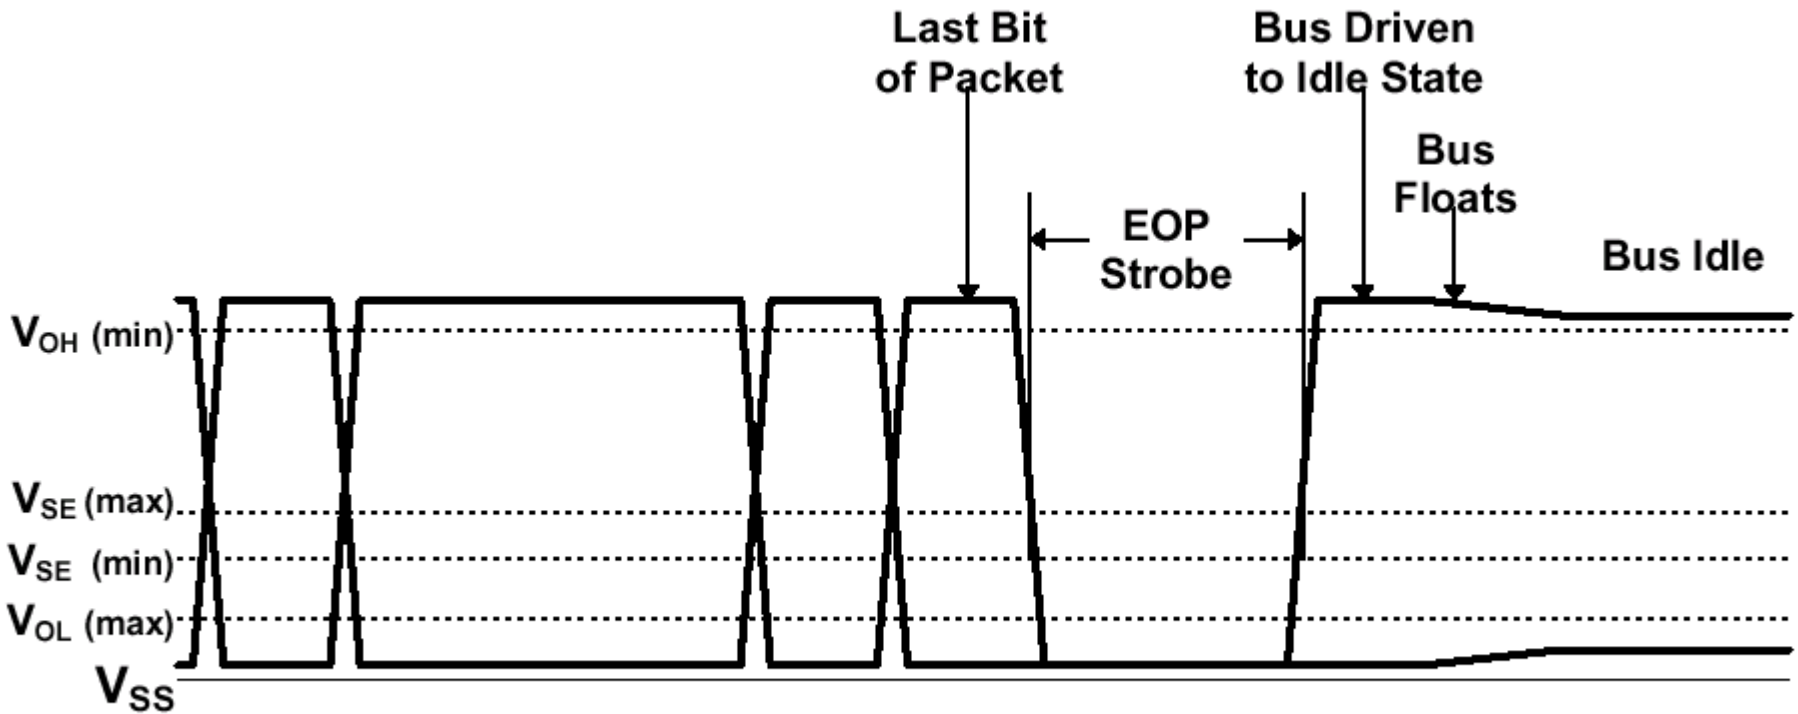 Last Bit
of Packet
Bus Driven
to Idle State
Bus
Floats
EOP
Strobe
Bus Idle
VOH (min)
VSE (max)
VSE (min)
VOL (max)
VSS